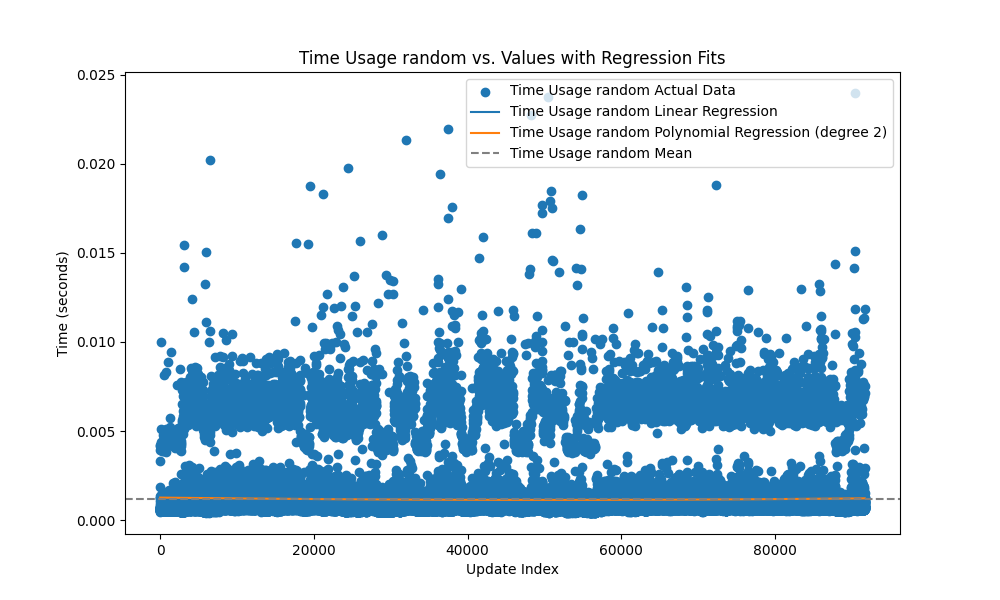 Time Usage random vs. Values with Regression Fits
0.025
0.020
0.015
0.010
0.005
0.000
Time (seconds)
Time Usage random Actual Data
Time Usage random Linear Regression
Time Usage random Polynomial Regression (degree 2)
Time Usage random Mean
0
20000
40000
60000
80000
Update Index